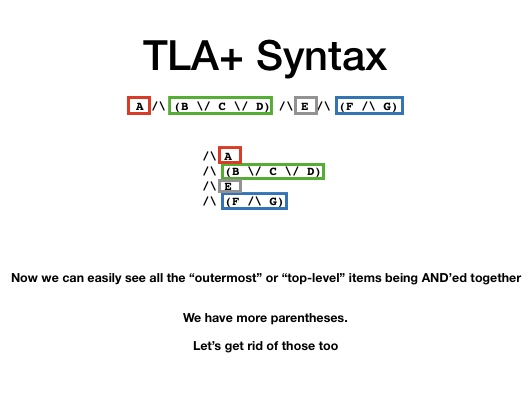 TLA+ Syntax
A /\ (B \/ C \/ D) /\ E /\ (F /\ G)
/\ A
/\ (B \/ C \/ D)
/\ E
/\ (F /\ G)
Now we can easily see all the “outermost” or “top-level” items being AND’ed together
We have more parentheses.
Let’s get rid of those too